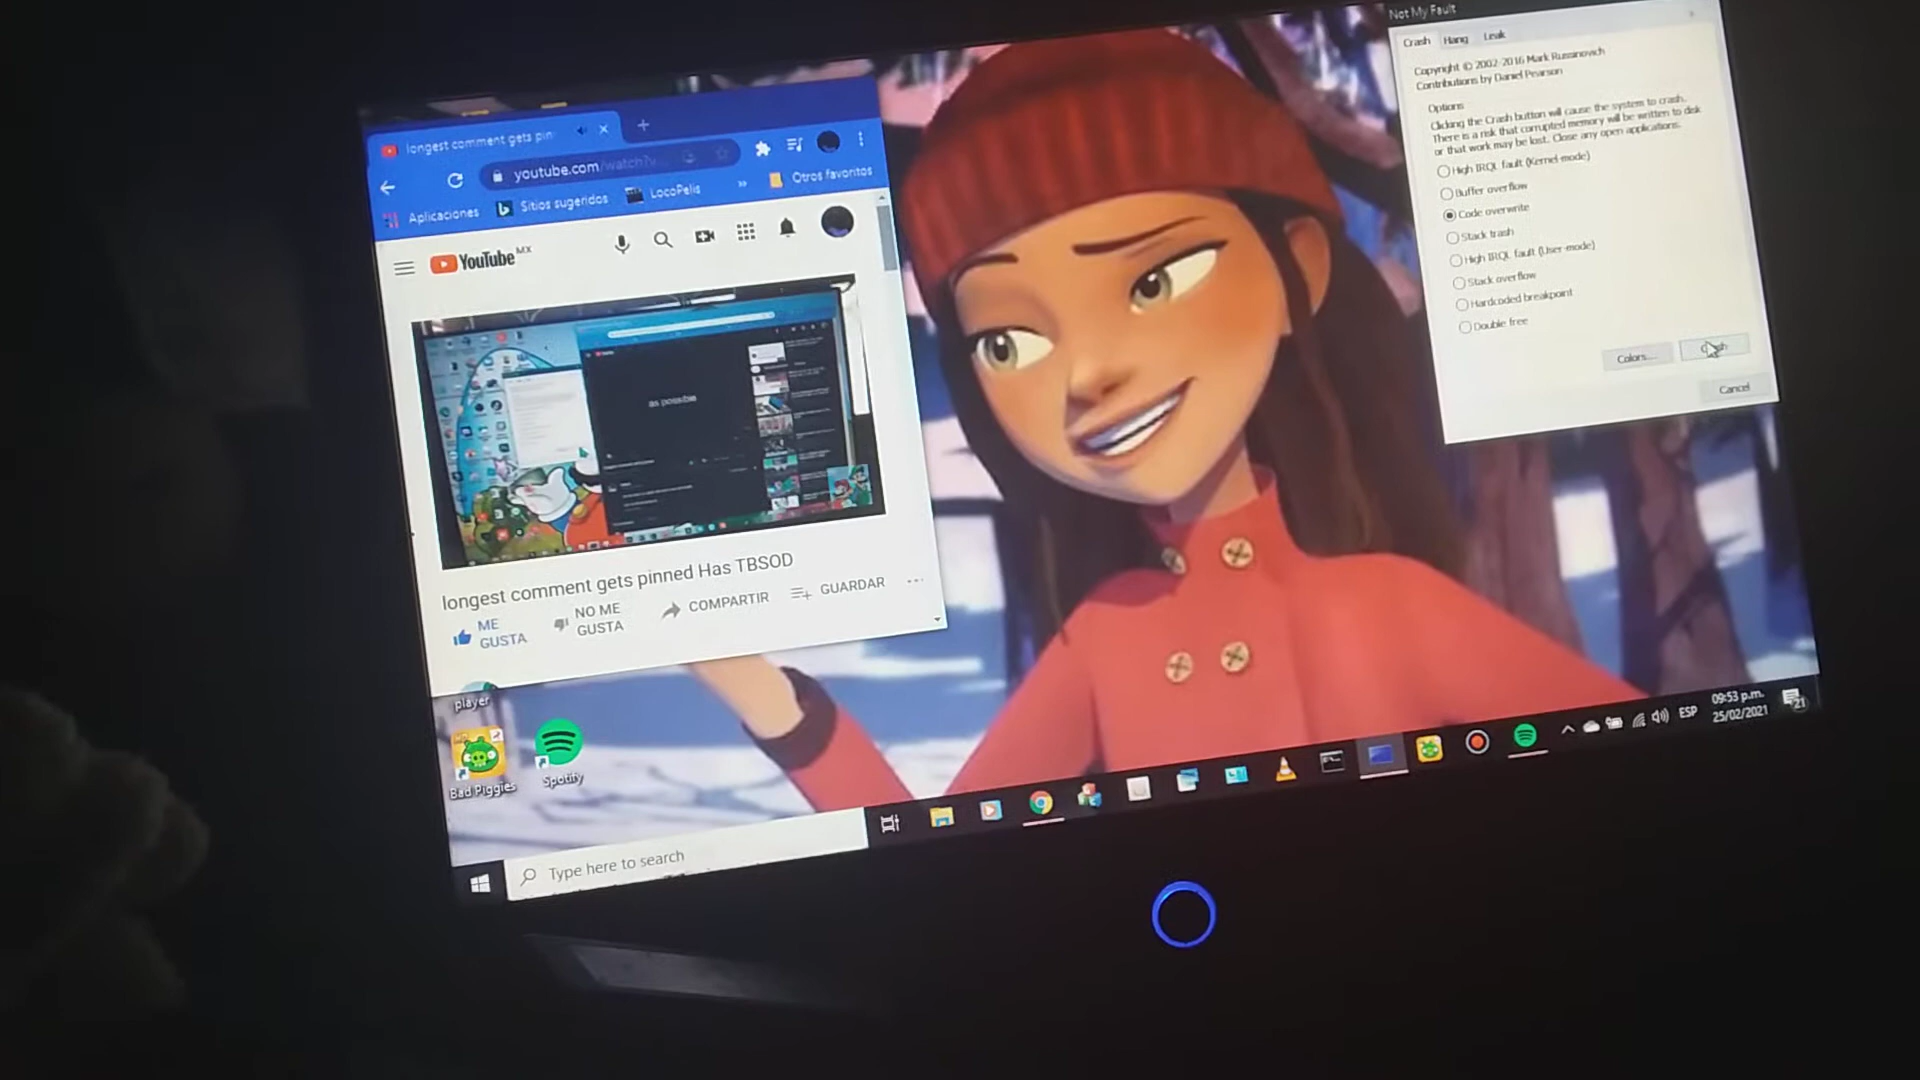 longest comment gets pin
youtube.com/watch?v...
Aplicaciones
Sitios sugeridos
LocoPelis
»
Otros favoritos
YouTube MX
as possible
longest comment gets pinned Has TBSOD
ME GUSTA
NO ME GUSTA
COMPARTIR
GUARDAR
player
Bad Piggies
Spotify
Type here to search
Not My Fault
Crash Hang Leak
Copyright © 2002-2016 Mark Russinovich
Contributions by Daniel Pearson
Options
Clicking the Crash button will cause the system to crash.
There is a risk that corrupted memory will be written to disk
or that work may be lost. Close any open applications.
High IRQL fault (Kernel-mode)
Buffer overflow
Code overwrite
Stack trash
High IRQL fault (User-mode)
Stack overflow
Hardcoded breakpoint
Double free
Colors...
Cancel
ESP
09:53 p.m.
25/02/2021
21